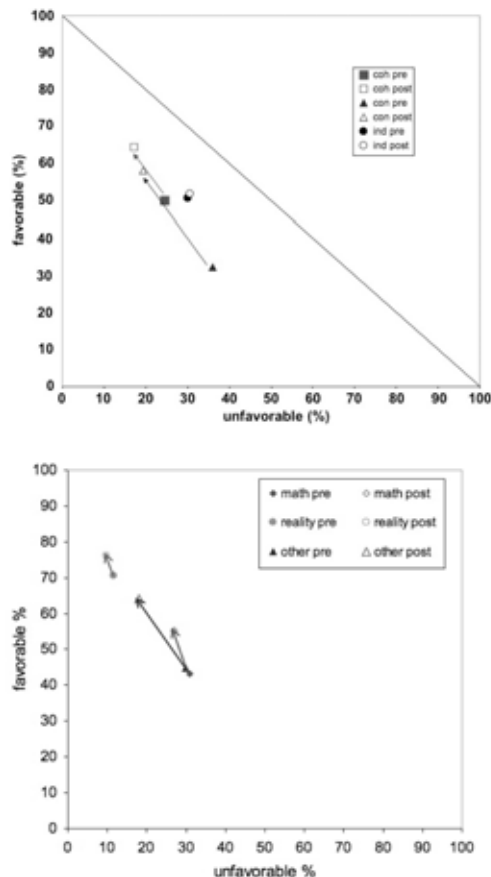 100
90
80
70
60
50
40
30
20
10
0
favorable (%)
coh pre
coh post
con pre
con post
ind pre
ind post
0 10 20 30 40 50 60 70 80 90 100
unfavorable (%)
100
90
80
70
60
50
40
30
20
10
0
favorable %
math pre math post
reality pre reality post
other pre other post
0 10 20 30 40 50 60 70 80 90 100
unfavorable %